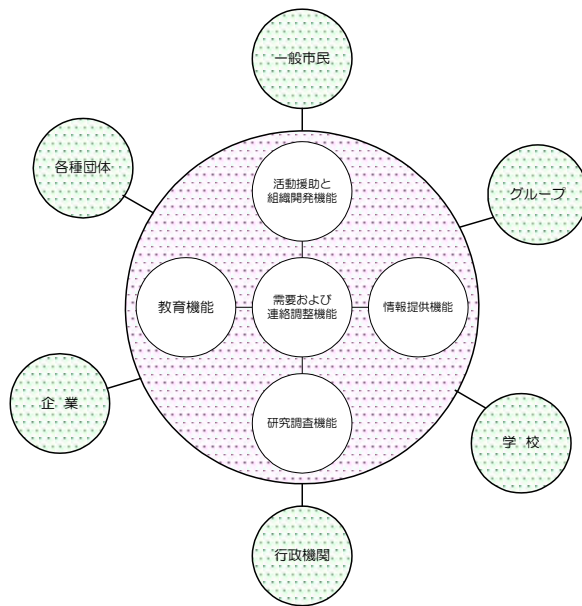 一般市民
各種団体
グループ
活動援助と
組織開発機能
教育機能
需要および
連絡調整機能
情報提供機能
研究調査機能
企 業
学 校
行政機関